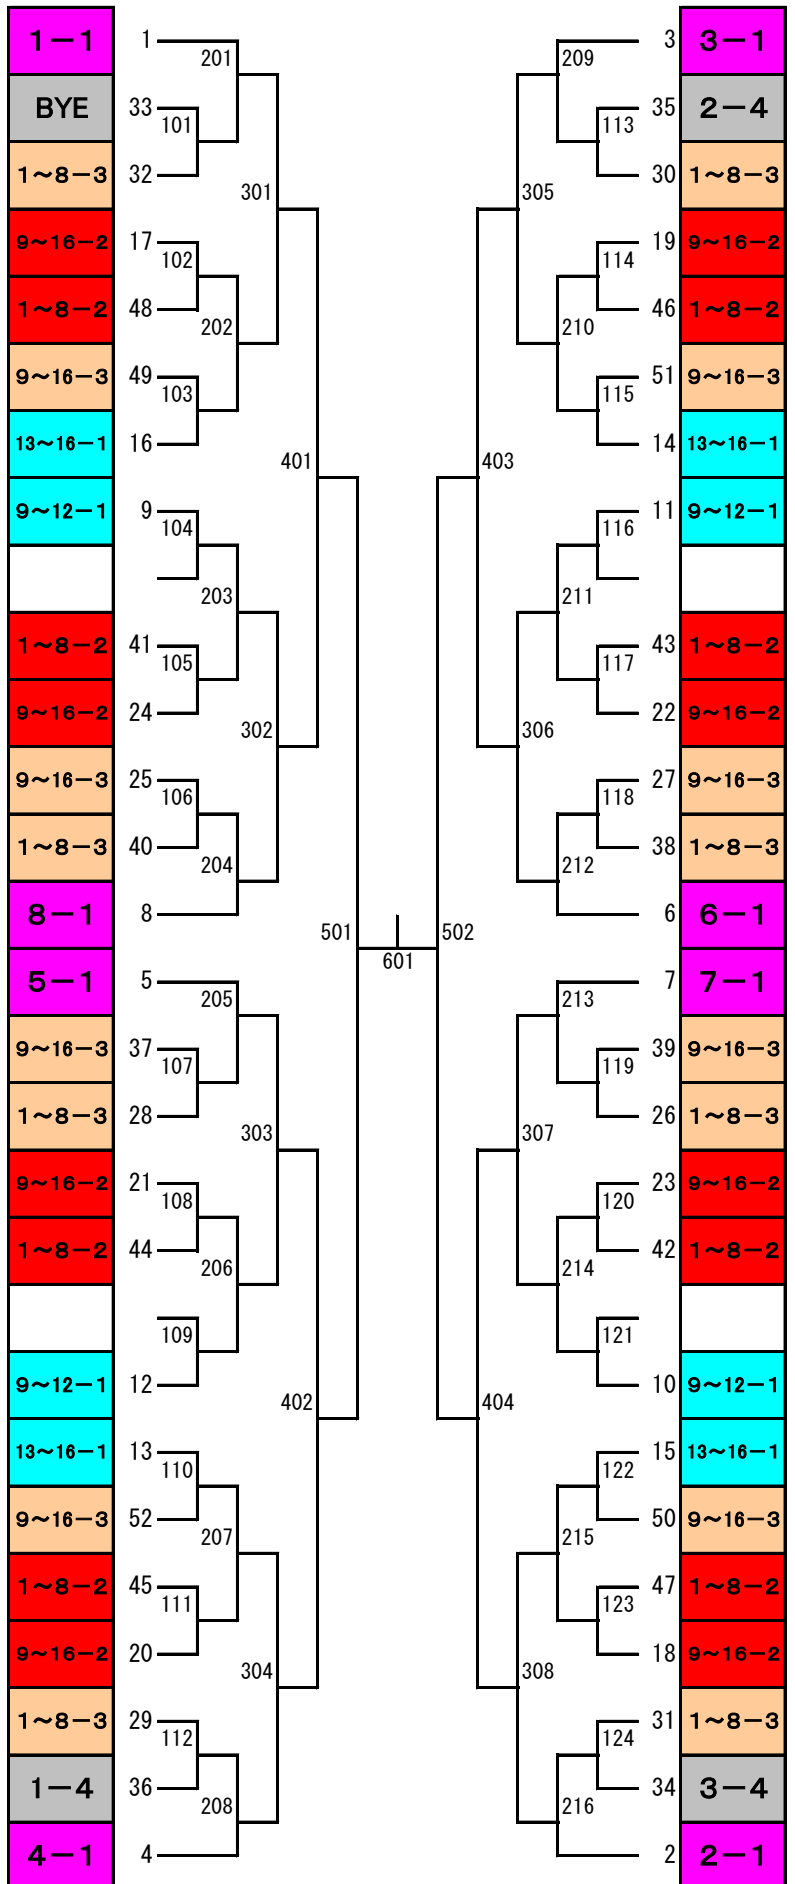 1－1 1 3 3－1
201 209
BYE 33 35 2－4
101 113
1～8－3 32 30 1～8－3
301 305
9～16－2 17 19 9～16－2
102 114
1～8－2 48 46 1～8－2
202 210
9～16－3 49 51 9～16－3
103 115
13～16－1 16 14 13～16－1
401 403
9～12－1 9 11 9～12－1
104 116
203 211
1～8－2 41 43 1～8－2
105 117
9～16－2 24 22 9～16－2
302 306
9～16－3 25 27 9～16－3
106 118
1～8－3 40 38 1～8－3
204 212
8－1 8 6 6－1
501 502
601
5－1 5 7 7－1
205 213
9～16－3 37 39 9～16－3
107 119
1～8－3 28 26 1～8－3
303 307
9～16－2 21 23 9～16－2
108 120
1～8－2 44 42 1～8－2
206 214
109 121
9～12－1 12 10 9～12－1
402 404
13～16－1 13 15 13～16－1
110 122
9～16－3 52 50 9～16－3
207 215
1～8－2 45 47 1～8－2
111 123
9～16－2 20 18 9～16－2
304 308
1～8－3 29 31 1～8－3
112 124
1－4 36 34 3－4
208 216
4－1 4 2 2－1